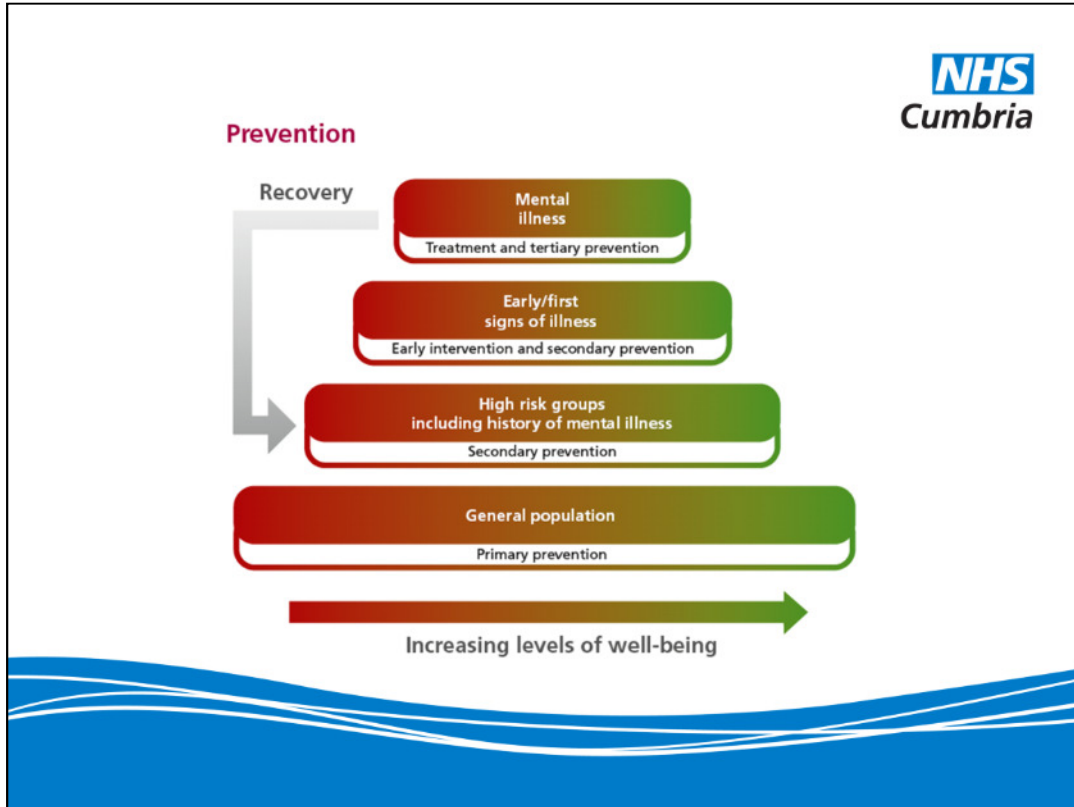 NHS
Cumbria
Prevention
Recovery
Mental
illness
Treatment and tertiary prevention
Early/first
signs of illness
Early intervention and secondary prevention
High risk groups
including history of mental illness
Secondary prevention
General population
Primary prevention
Increasing levels of well-being